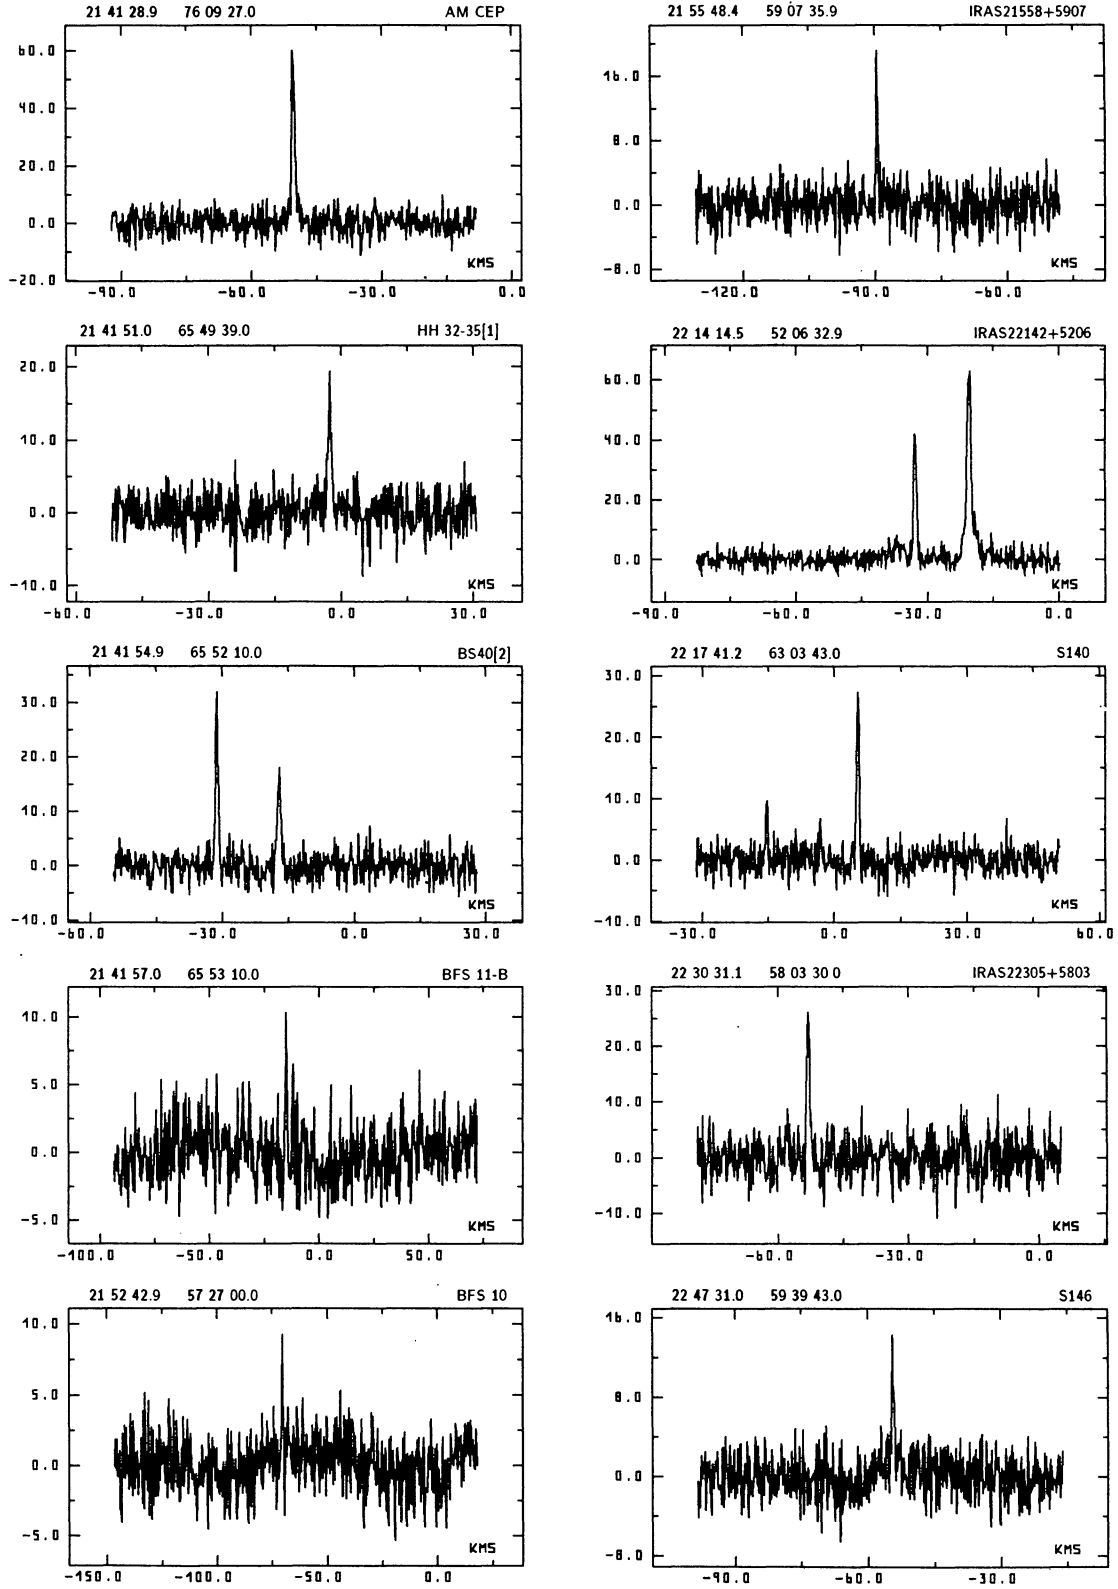 21 41 28.9 76 09 27.0 AM CEP
60.0
40.0
20.0
0.0
-20.0
KMS
-90.0 -60.0 -30.0 0.0
21 55 48.4 59 07 35.9 IRAS21558+5907
16.0
8.0
0.0
-8.0
KMS
-120.0 -90.0 -60.0
21 41 51.0 65 49 39.0 HH 32-35[1]
20.0
10.0
0.0
-10.0
KMS
-60.0 -30.0 0.0 30.0
22 14 14.5 52 06 32.9 IRAS22142+5206
60.0
40.0
20.0
0.0
KMS
-90.0 -60.0 -30.0 0.0
21 41 54.9 65 52 10.0 BS40[2]
30.0
20.0
10.0
0.0
-10.0
KMS
-60.0 -30.0 0.0 30.0
22 17 41.2 63 03 43.0 S140
30.0
20.0
10.0
0.0
-10.0
KMS
-30.0 0.0 30.0 60.0
21 41 57.0 65 53 10.0 BFS 11-B
10.0
5.0
0.0
-5.0
KMS
-100.0 -50.0 0.0 50.0
22 30 31.1 58 03 30 0 IRAS22305+5803
30.0
20.0
10.0
0.0
-10.0
KMS
-60.0 -30.0 0.0
21 52 42.9 57 27 00.0 BFS 10
10.0
5.0
0.0
-5.0
KMS
-150.0 -100.0 -50.0 0.0
22 47 31.0 59 39 43.0 S146
16.0
8.0
0.0
-8.0
KMS
-90.0 -60.0 -30.0